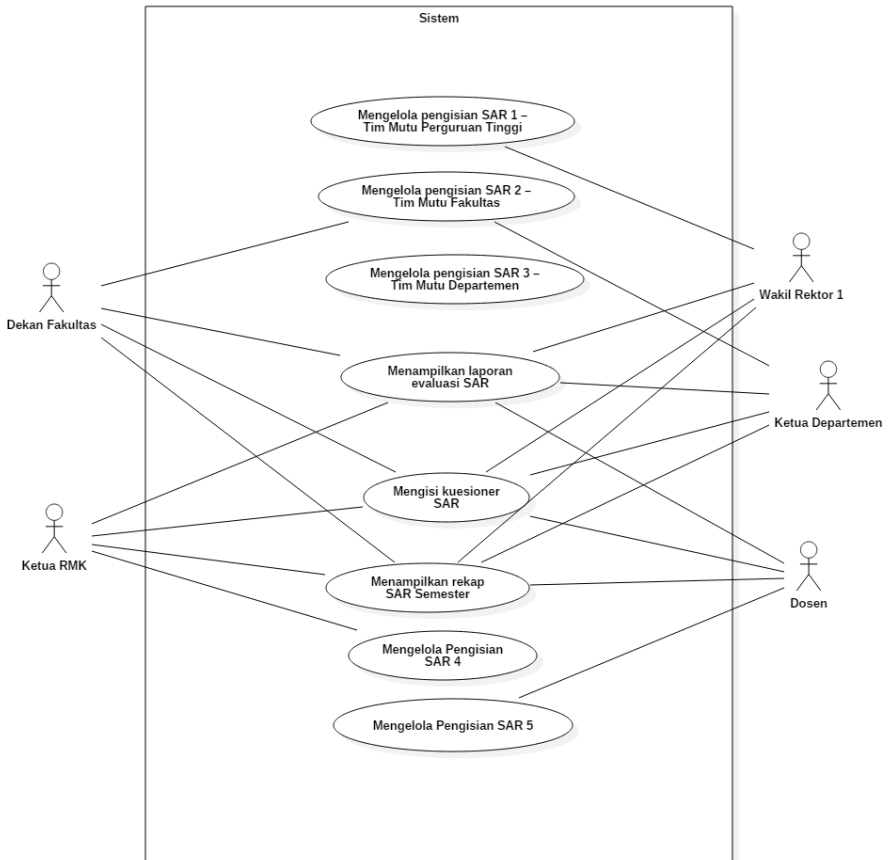 Sistem
Mengelola pengisian SAR 1 –
Tim Mutu Perguruan Tinggi
Mengelola pengisian SAR 2 –
Tim Mutu Fakultas
Mengelola pengisian SAR 3 –
Tim Mutu Departemen
Wakil Rektor 1
Dekan Fakultas
Menampilkan laporan
evaluasi SAR
Ketua Departemen
Mengisi kuesioner
SAR
Ketua RMK
Menampilkan rekap
SAR Semester
Dosen
Mengelola Pengisian
SAR 4
Mengelola Pengisian SAR 5